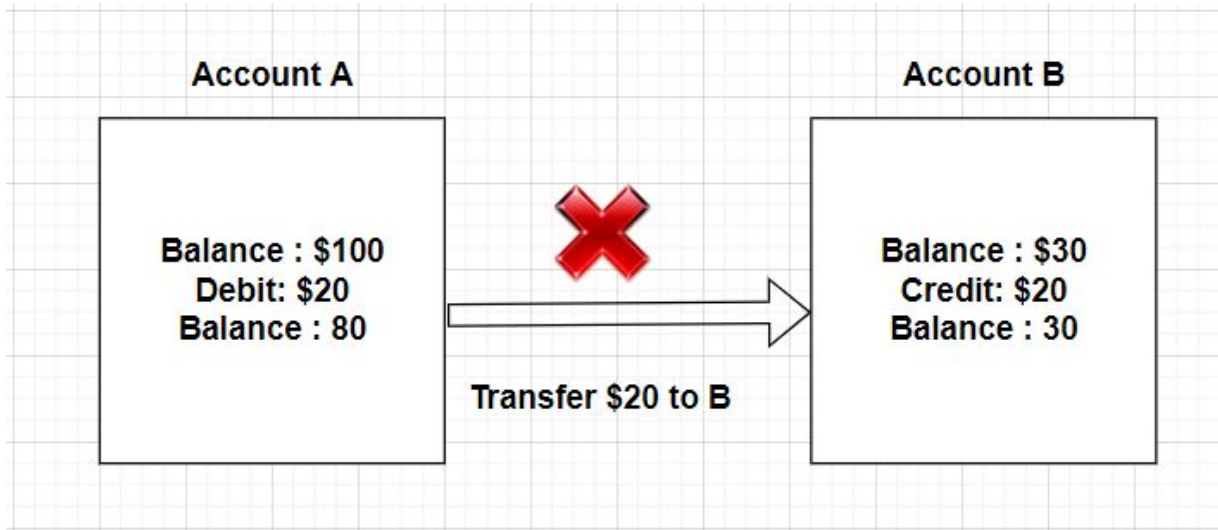 Account A
Balance : $100
Debit: $20
Balance : 80
Transfer $20 to B
Account B
Balance : $30
Credit: $20
Balance : 30